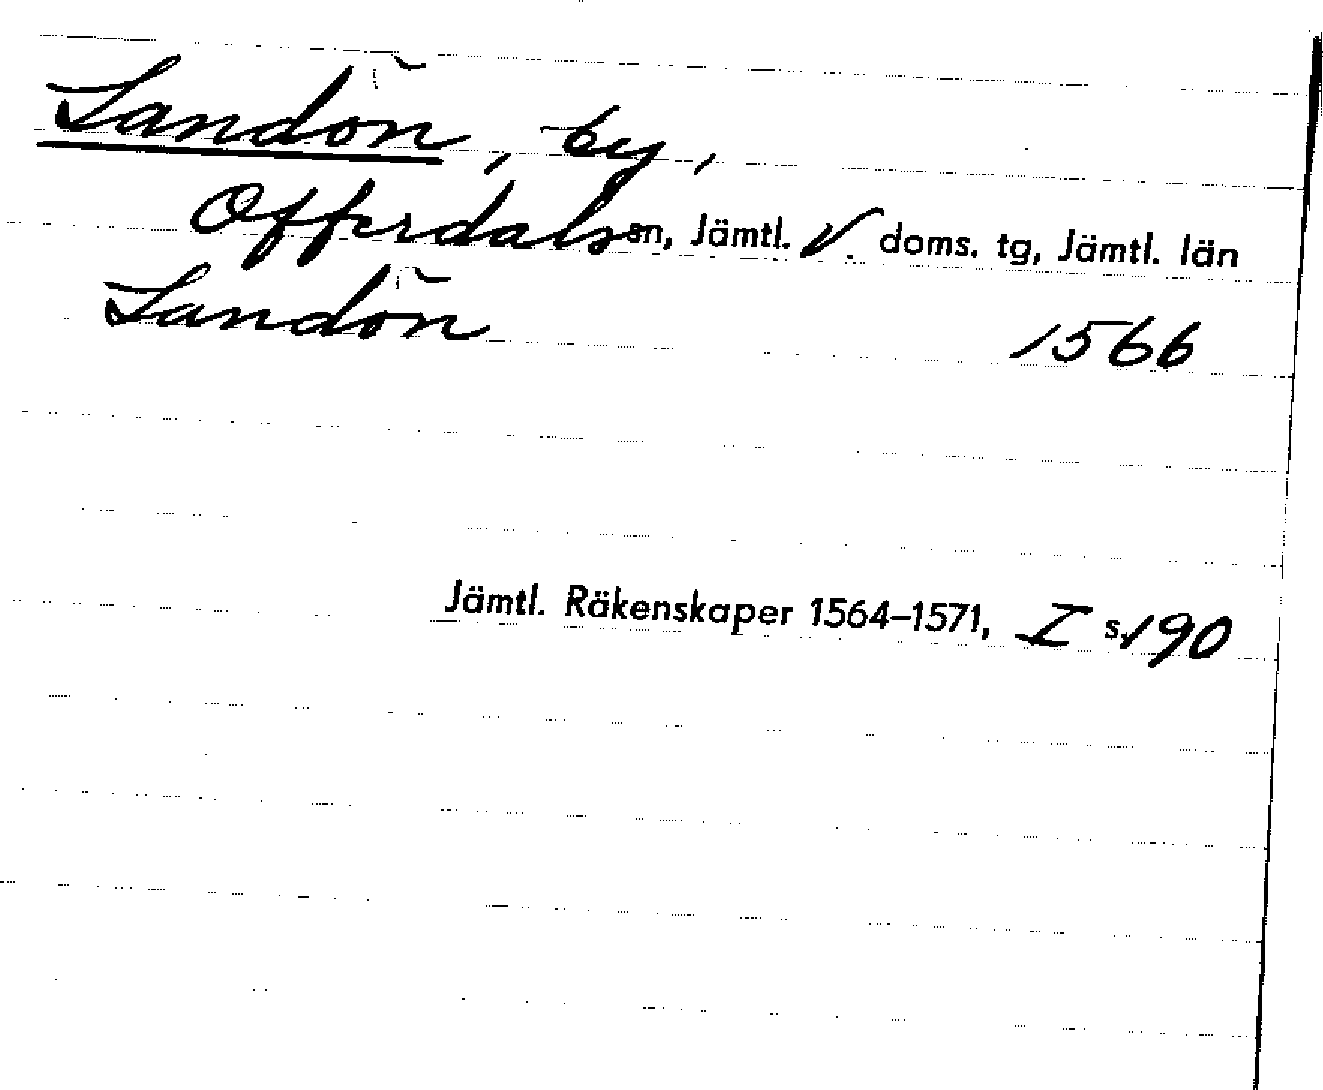 Landön, by,
Offerdals sn, Jämtl. V. doms. tg, Jämtl. län
Landön 1566
Jämtl. Räkenskaper 1564–1571, I s. 190